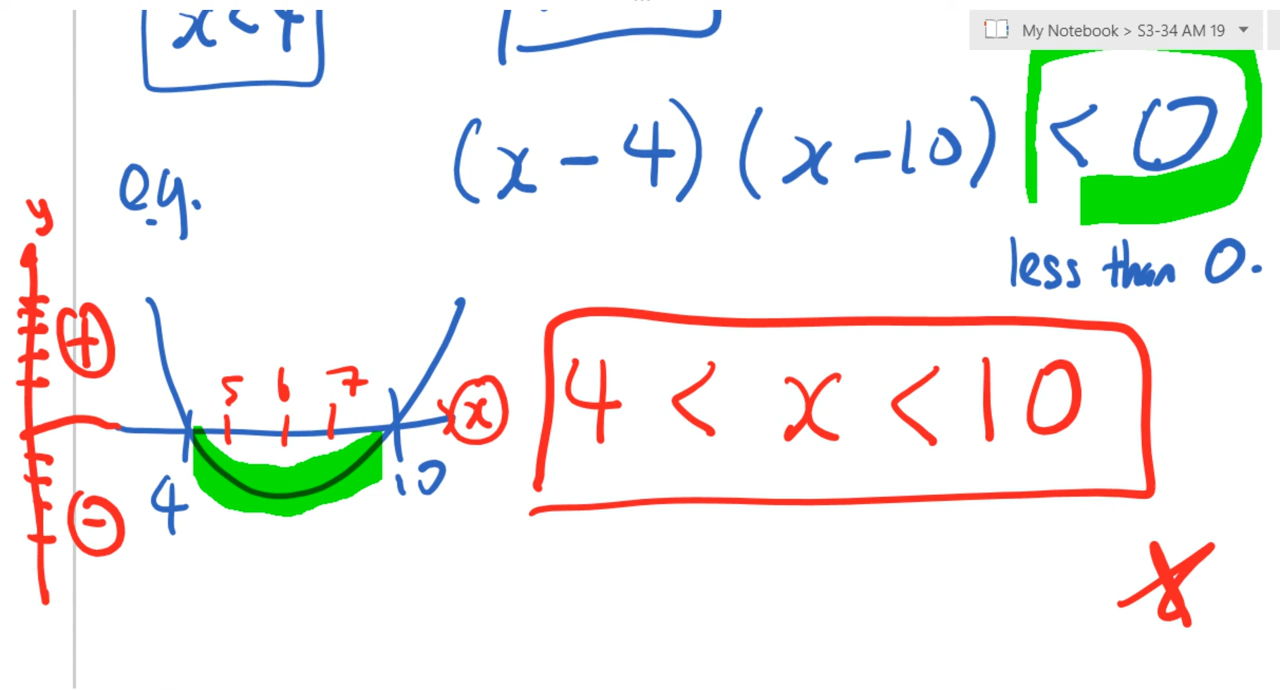 x < 4
My Notebook > S3-34 AM 19
(x - 4) (x - 10) < 0
e.g.
less than 0.
y
+
5 6 7
x
4 < x < 10
4 10
-